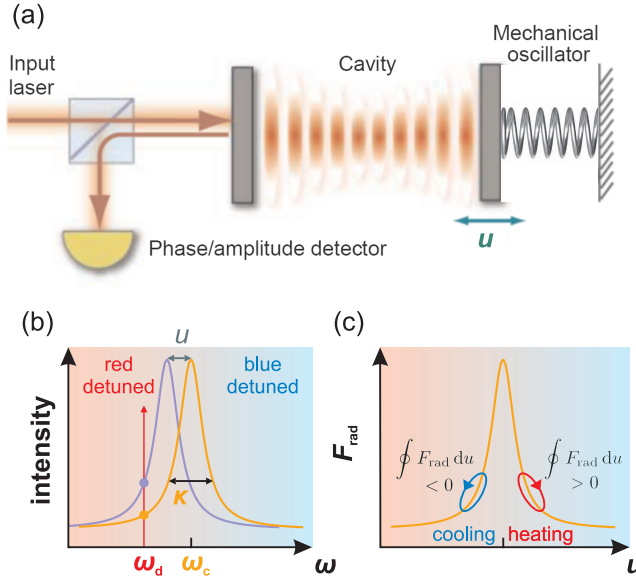 (a)
Input
laser
Cavity
Mechanical
oscillator
Phase/amplitude detector
u
(b)
u
red
detuned
blue
detuned
intensity
κ
ω_d
ω_c
ω
(c)
F_rad
∮ F_rad du
< 0
∮ F_rad du
> 0
cooling
heating
u